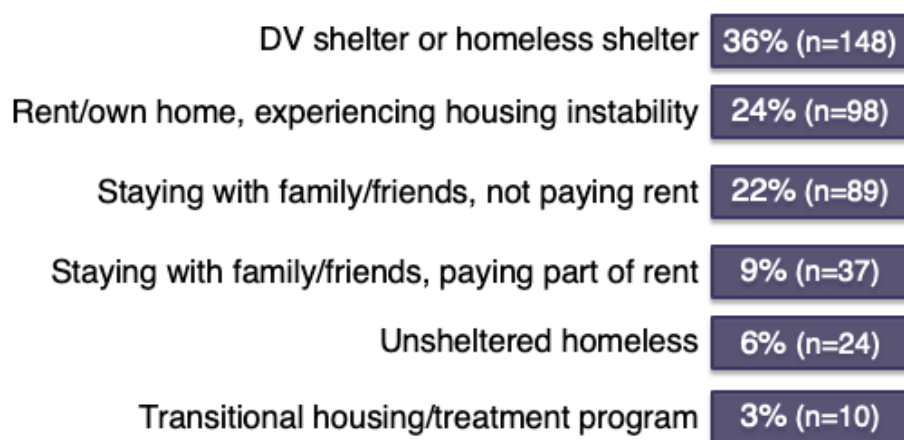 DV shelter or homeless shelter 36% (n=148)
Rent/own home, experiencing housing instability 24% (n=98)
Staying with family/friends, not paying rent 22% (n=89)
Staying with family/friends, paying part of rent 9% (n=37)
Unsheltered homeless 6% (n=24)
Transitional housing/treatment program 3% (n=10)